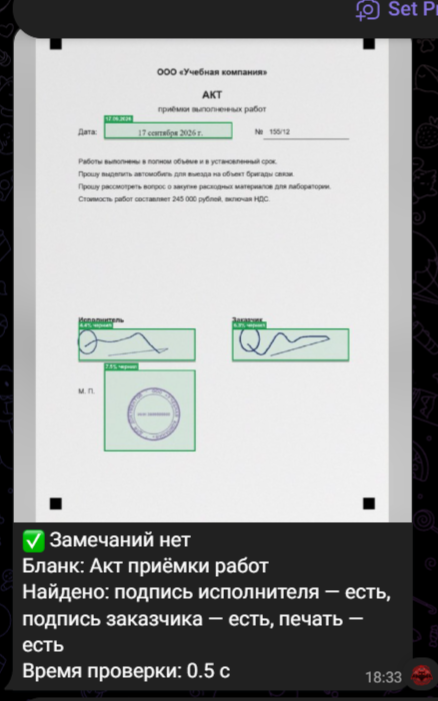 Set Pr
ООО «Учебная компания»
АКТ
приёмки выполненных работ
17.09.2026
Дата: 17 сентября 2026 г. № 155/12
Работы выполнены в полном объёме и в установленный срок.
Прошу выделить автомобиль для выезда на объект бригады связи.
Прошу рассмотреть вопрос о закупке расходных материалов для лаборатории.
Стоимость работ составляет 245 000 рублей, включая НДС.
Исполнитель Заказчик
М. П.
✅ Замечаний нет
Бланк: Акт приёмки работ
Найдено: подпись исполнителя — есть,
подпись заказчика — есть, печать —
есть
Время проверки: 0.5 с
18:33